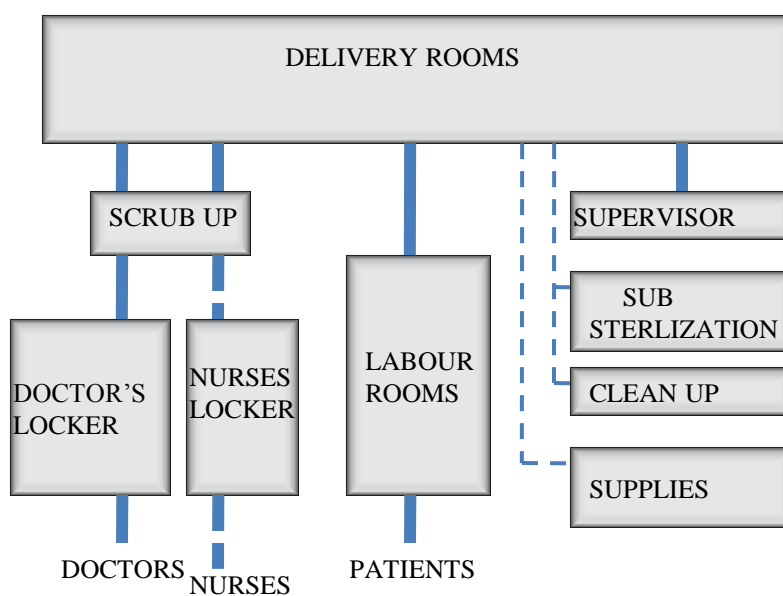 DELIVERY ROOMS
SCRUB UP
SUPERVISOR
SUB
STERLIZATION
DOCTOR’S
LOCKER
NURSES
LOCKER
LABOUR
ROOMS
CLEAN UP
SUPPLIES
DOCTORS
NURSES
PATIENTS